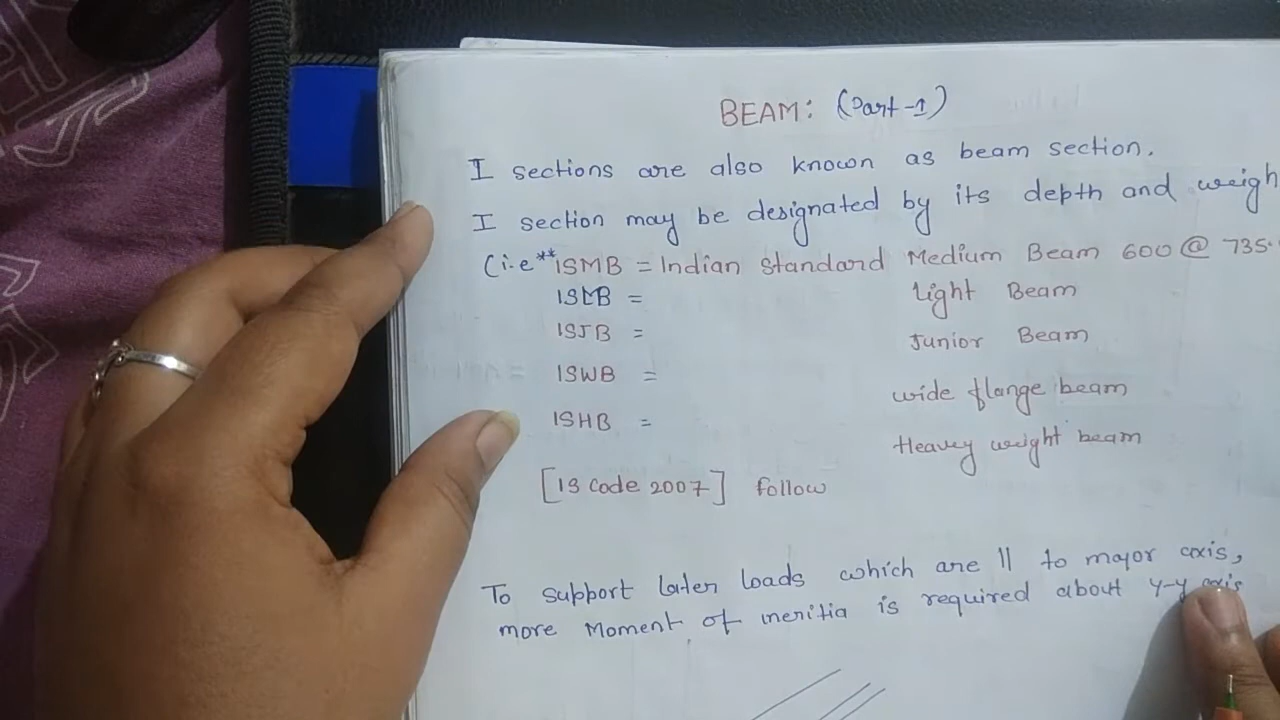 BEAM: (Part-1)
I sections are also known as beam section.
I section may be designated by its depth and weigh
(i.e** ISMB = Indian Standard Medium Beam 600 @ 735.
ISLB = Light Beam
ISJB = Junior Beam
ISWB = wide flange beam
ISHB = Heavey weight beam
[IS code 2007] follow
To support later loads which are || to major axis,
more Moment of ineritia is required about y-y axis